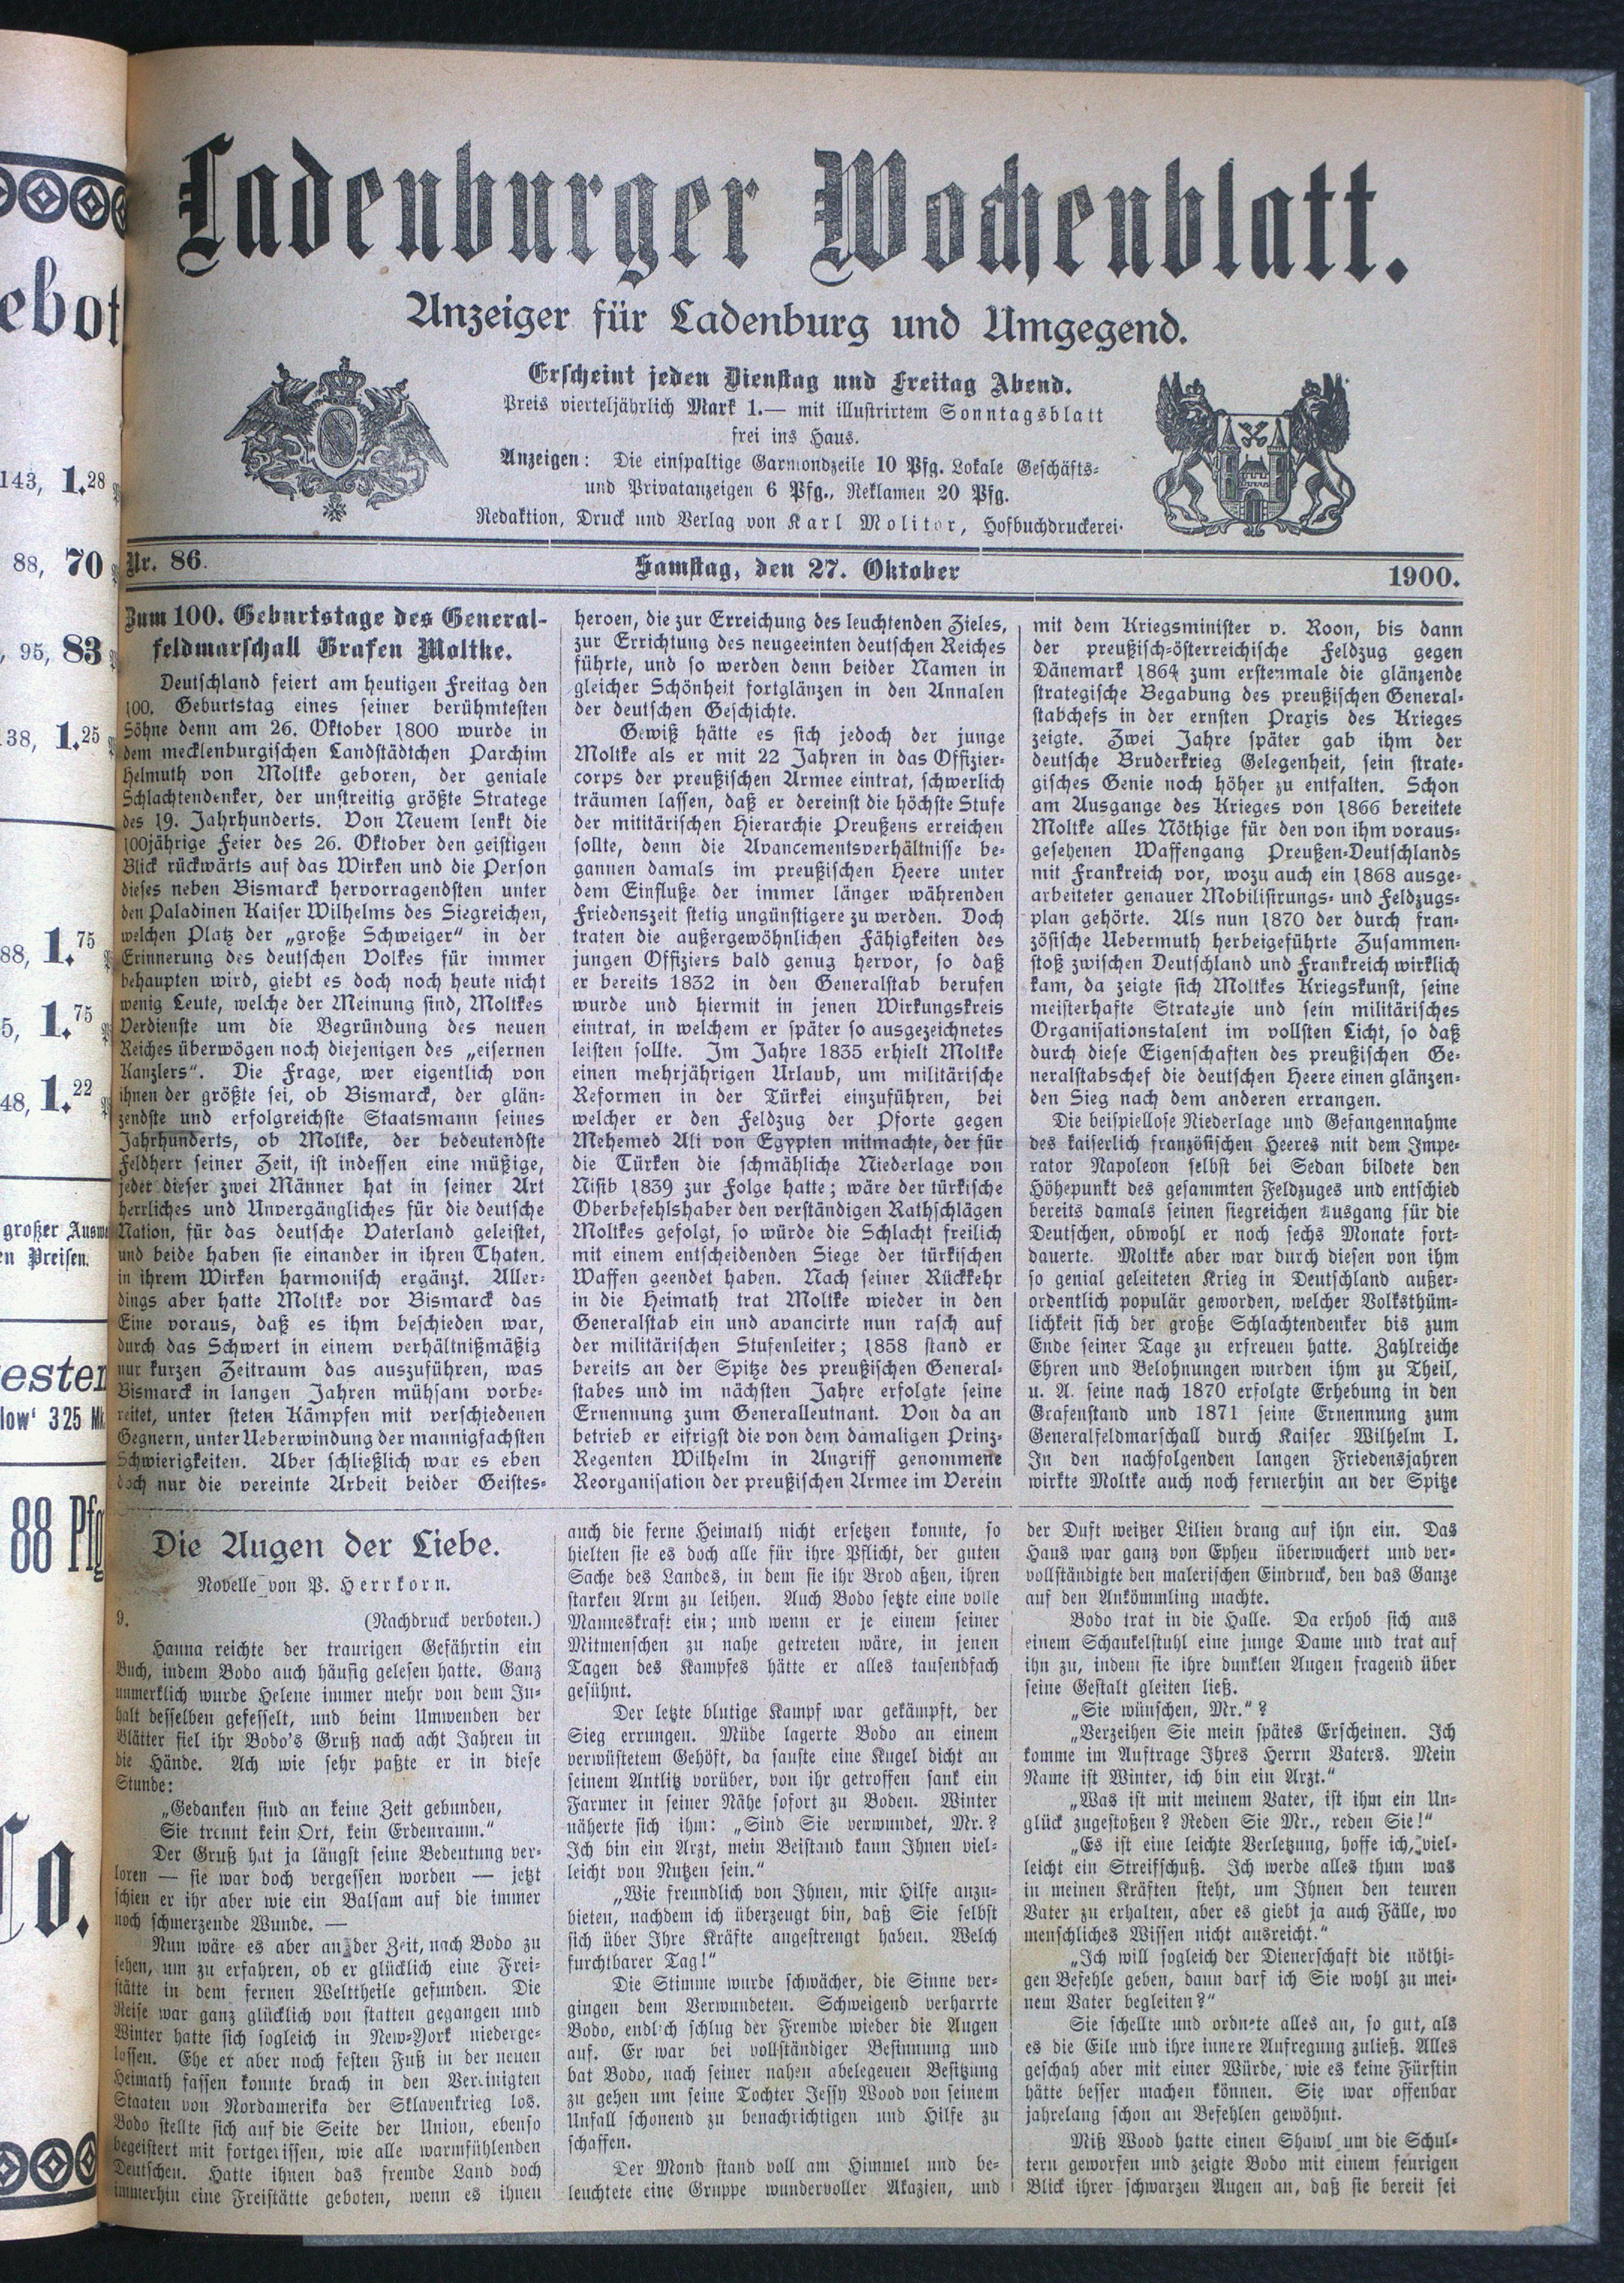 ebot
143, 1.28
88, 70
, 95, 83
38, 1.25
88, 1.75
5, 1.75
48, 1.22
großer Ausw
en Preisen.
ester
low' 325 Mk
88 Pfg
Co.
Ladenburger Wochenblatt.
Anzeiger für Ladenburg und Umgegend.
Erscheint jeden Dienstag und Freitag Abend.
Preis vierteljährlich Mark 1.— mit illustrirtem Sonntagsblatt
frei ins Haus.
Anzeigen: Die einspaltige Garmondzeile 10 Pfg. Lokale Geschäfts-
und Privatanzeigen 6 Pfg., Reklamen 20 Pfg.
Redaktion, Druck und Verlag von Karl Molitor, Hofbuchdruckerei.
Nr. 86. Samstag, den 27. Oktober 1900.
Zum 100. Geburtstage des General-
feldmarschall Grafen Moltke.
Deutschland feiert am heutigen Freitag den
100. Geburtstag eines seiner berühmtesten
Söhne denn am 26. Oktober 1800 wurde in
dem mecklenburgischen Landstädtchen Parchim
Helmuth von Moltke geboren, der geniale
Schlachtendenker, der unstreitig größte Stratege
des 19. Jahrhunderts. Von Neuem lenkt die
100jährige Feier des 26. Oktober den geistigen
Blick rückwärts auf das Wirken und die Person
dieses neben Bismarck hervorragendsten unter
den Paladinen Kaiser Wilhelms des Siegreichen,
welchen Platz der „große Schweiger“ in der
Erinnerung des deutschen Volkes für immer
behaupten wird, giebt es doch noch heute nicht
wenig Leute, welche der Meinung sind, Moltkes
Verdienste um die Begründung des neuen
Reiches überwögen noch diejenigen des „eisernen
Kanzlers“. Die Frage, wer eigentlich von
ihnen der größte sei, ob Bismarck, der glän-
zendste und erfolgreichste Staatsmann seines
Jahrhunderts, ob Moltke, der bedeutendste
Feldherr seiner Zeit, ist indessen eine müßige,
jeder dieser zwei Männer hat in seiner Art
herrliches und Unvergängliches für die deutsche
Nation, für das deutsche Vaterland geleistet,
und beide haben sie einander in ihren Thaten.
in ihrem Wirken harmonisch ergänzt. Aller-
dings aber hatte Moltke vor Bismarck das
Eine voraus, daß es ihm beschieden war,
durch das Schwert in einem verhältnißmäßig
nur kurzen Zeitraum das auszuführen, was
Bismarck in langen Jahren mühsam vorbe-
reitet, unter steten Kämpfen mit verschiedenen
Gegnern, unter Ueberwindung der mannigfachsten
Schwierigkeiten. Aber schließlich war es eben
doch nur die vereinte Arbeit beider Geistes-
heroen, die zur Erreichung des leuchtenden Zieles,
zur Errichtung des neugeeinten deutschen Reiches
führte, und so werden denn beider Namen in
gleicher Schönheit fortglänzen in den Annalen
der deutschen Geschichte.
Gewiß hätte es sich jedoch der junge
Moltke als er mit 22 Jahren in das Offizier-
corps der preußischen Armee eintrat, schwerlich
träumen lassen, daß er dereinst die höchste Stufe
der militärischen Hierarchie Preußens erreichen
sollte, denn die Avancementsverhältnisse be-
gannen damals im preußischen Heere unter
dem Einfluße der immer länger währenden
Friedenszeit stetig ungünstigere zu werden. Doch
traten die außergewöhnlichen Fähigkeiten des
jungen Offiziers bald genug hervor, so daß
er bereits 1832 in den Generalstab berufen
wurde und hiermit in jenen Wirkungskreis
eintrat, in welchem er später so ausgezeichnetes
leisten sollte. Im Jahre 1835 erhielt Moltke
einen mehrjährigen Urlaub, um militärische
Reformen in der Türkei einzuführen, bei
welcher er den Feldzug der Pforte gegen
Mehemed Ali von Egypten mitmachte, der für
die Türken die schmähliche Niederlage von
Nisib 1839 zur Folge hatte; wäre der türkische
Oberbefehlshaber den verständigen Rathschlägen
Moltkes gefolgt, so würde die Schlacht freilich
mit einem entscheidenden Siege der türkischen
Waffen geendet haben. Nach seiner Rückkehr
in die Heimath trat Moltke wieder in den
Generalstab ein und avancirte nun rasch auf
der militärischen Stufenleiter; 1858 stand er
bereits an der Spitze des preußischen General-
stabes und im nächsten Jahre erfolgte seine
Ernennung zum Generalleutnant. Von da an
betrieb er eifrigst die von dem damaligen Prinz-
Regenten Wilhelm in Angriff genommene
Reorganisation der preußischen Armee im Verein
mit dem Kriegsminister v. Roon, bis dann
der preußisch-österreichische Feldzug gegen
Dänemark 1864 zum erstenmale die glänzende
strategische Begabung des preußischen General-
stabchefs in der ernsten Praxis des Krieges
zeigte. Zwei Jahre später gab ihm der
deutsche Bruderkrieg Gelegenheit, sein strate-
gisches Genie noch höher zu entfalten. Schon
am Ausgange des Krieges von 1866 bereitete
Moltke alles Nöthige für den von ihm voraus-
gesehenen Waffengang Preußen-Deutschlands
mit Frankreich vor, wozu auch ein 1868 ausge-
arbeiteter genauer Mobilisirungs- und Feldzugs-
plan gehörte. Als nun 1870 der durch fran-
zösische Uebermuth herbeigeführte Zusammen-
stoß zwischen Deutschland und Frankreich wirklich
kam, da zeigte sich Moltkes Kriegskunst, seine
meisterhafte Strategie und sein militärisches
Organisationstalent im vollsten Licht, so daß
durch diese Eigenschaften des preußischen Ge-
neralstabschef die deutschen Heere einen glänzen-
den Sieg nach dem anderen errangen.
Die beispiellose Niederlage und Gefangennahme
des kaiserlich französischen Heeres mit dem Impe-
rator Napoleon selbst bei Sedan bildete den
Höhepunkt des gesammten Feldzuges und entschied
bereits damals seinen siegreichen Ausgang für die
Deutschen, obwohl er noch sechs Monate fort-
dauerte. Moltke aber war durch diesen von ihm
so genial geleiteten Krieg in Deutschland außer-
ordentlich populär geworden, welcher Volksthüm-
lichkeit sich der große Schlachtendenker bis zum
Ende seiner Tage zu erfreuen hatte. Zahlreiche
Ehren und Belohnungen wurden ihm zu Theil,
u. A. seine nach 1870 erfolgte Erhebung in den
Grafenstand und 1871 seine Ernennung zum
Generalfeldmarschall durch Kaiser Wilhelm I.
In den nachfolgenden langen Friedensjahren
wirkte Moltke auch noch fernerhin an der Spitze
Die Augen der Liebe.
Novelle von P. Herrkorn.
9. (Nachdruck verboten.)
Hanna reichte der traurigen Gefährtin ein
Buch, indem Bodo auch häufig gelesen hatte. Ganz
unmerklich wurde Helene immer mehr von dem In-
halt desselben gefesselt, und beim Umwenden der
Blätter fiel ihr Bodo's Gruß nach acht Jahren in
die Hände. Ach wie sehr paßte er in diese
Stunde:
„Gedanken sind an keine Zeit gebunden,
Sie trennt kein Ort, kein Erdenraum.“
Der Gruß hat ja längst seine Bedeutung ver-
loren — sie war doch vergessen worden — jetzt
schien er ihr aber wie ein Balsam auf die immer
noch schmerzende Wunde. —
Nun wäre es aber an der Zeit, nach Bodo zu
sehen, um zu erfahren, ob er glücklich eine Frei-
stätte in dem fernen Welttheile gefunden. Die
Reise war ganz glücklich von statten gegangen und
Winter hatte sich sogleich in New-York niederge-
lassen. Ehe er aber noch festen Fuß in der neuen
Heimath fassen konnte brach in den Vereinigten
Staaten von Nordamerika der Sklavenkrieg los.
Bodo stellte sich auf die Seite der Union, ebenso
begeistert mit fortgerissen, wie alle warmfühlenden
Deutschen. Hatte ihnen das fremde Land doch
immerhin eine Freistätte geboten, wenn es ihnen
auch die ferne Heimath nicht ersetzen konnte, so
hielten sie es doch alle für ihre Pflicht, der guten
Sache des Landes, in dem sie ihr Brod aßen, ihren
starken Arm zu leihen. Auch Bodo setzte eine volle
Manneskraft ein; und wenn er je einem seiner
Mitmenschen zu nahe getreten wäre, in jenen
Tagen des Kampfes hätte er alles tausendfach
gesühnt.
Der letzte blutige Kampf war gekämpft, der
Sieg errungen. Müde lagerte Bodo an einem
verwüstetem Gehöft, da sauste eine Kugel dicht an
seinem Antlitz vorüber, von ihr getroffen sank ein
Farmer in seiner Nähe sofort zu Boden. Winter
näherte sich ihm: „Sind Sie verwundet, Mr.?
Ich bin ein Arzt, mein Beistand kann Ihnen viel-
leicht von Nutzen sein.“
„Wie freundlich von Ihnen, mir Hilfe anzu-
bieten, nachdem ich überzeugt bin, daß Sie selbst
sich über Ihre Kräfte angestrengt haben. Welch
furchtbarer Tag!“
Die Stimme wurde schwächer, die Sinne ver-
gingen dem Verwundeten. Schweigend verharrte
Bodo, endlich schlug der Fremde wieder die Augen
auf. Er war bei vollständiger Besinnung und
bat Bodo, nach seiner nahen abelegenen Besitzung
zu gehen um seine Tochter Jessy Wood von seinem
Unfall schonend zu benachrichtigen und Hilfe zu
schaffen.
Der Mond stand voll am Himmel und be-
leuchtete eine Gruppe wundervoller Akazien, und
der Duft weißer Lilien drang auf ihn ein. Das
Haus war ganz von Epheu überwuchert und ver-
vollständigte den malerischen Eindruck, den das Ganze
auf den Ankömmling machte.
Bodo trat in die Halle. Da erhob sich aus
einem Schaukelstuhl eine junge Dame und trat auf
ihn zu, indem sie ihre dunklen Augen fragend über
seine Gestalt gleiten ließ.
„Sie wünschen, Mr.“?
„Verzeihen Sie mein spätes Erscheinen. Ich
komme im Auftrage Ihres Herrn Vaters. Mein
Name ist Winter, ich bin ein Arzt.“
„Was ist mit meinem Vater, ist ihm ein Un-
glück zugestoßen? Reden Sie Mr., reden Sie!“
„Es ist eine leichte Verletzung, hoffe ich, viel-
leicht ein Streifschuß. Ich werde alles thun was
in meinen Kräften steht, um Ihnen den teuren
Vater zu erhalten, aber es giebt ja auch Fälle, wo
menschliches Wissen nicht ausreicht.“
„Ich will sogleich der Dienerschaft die nöthi-
gen Befehle geben, dann darf ich Sie wohl zu mei-
nem Vater begleiten?“
Sie schellte und ordnete alles an, so gut, als
es die Eile und ihre innere Aufregung zuließ. Alles
geschah aber mit einer Würde, wie es keine Fürstin
hätte besser machen können. Sie war offenbar
jahrelang schon an Befehlen gewöhnt.
Miß Wood hatte einen Shawl um die Schul-
tern geworfen und zeigte Bodo mit einem feurigen
Blick ihrer schwarzen Augen an, daß sie bereit sei